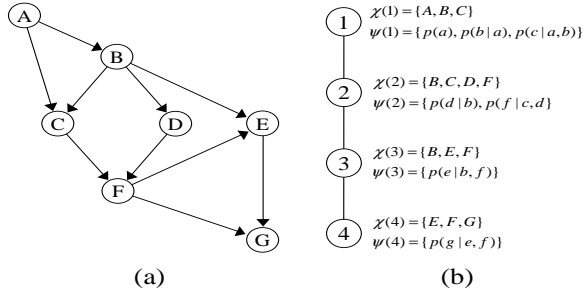 A
B
C
D
E
F
G
(a)
1
χ(1) = {A, B, C}
ψ(1) = {p(a), p(b | a), p(c | a,b)}
2
χ(2) = {B, C, D, F}
ψ(2) = {p(d | b), p(f | c,d}
3
χ(3) = {B, E, F}
ψ(3) = {p(e | b, f)}
4
χ(4) = {E, F, G}
ψ(4) = {p(g | e, f)}
(b)